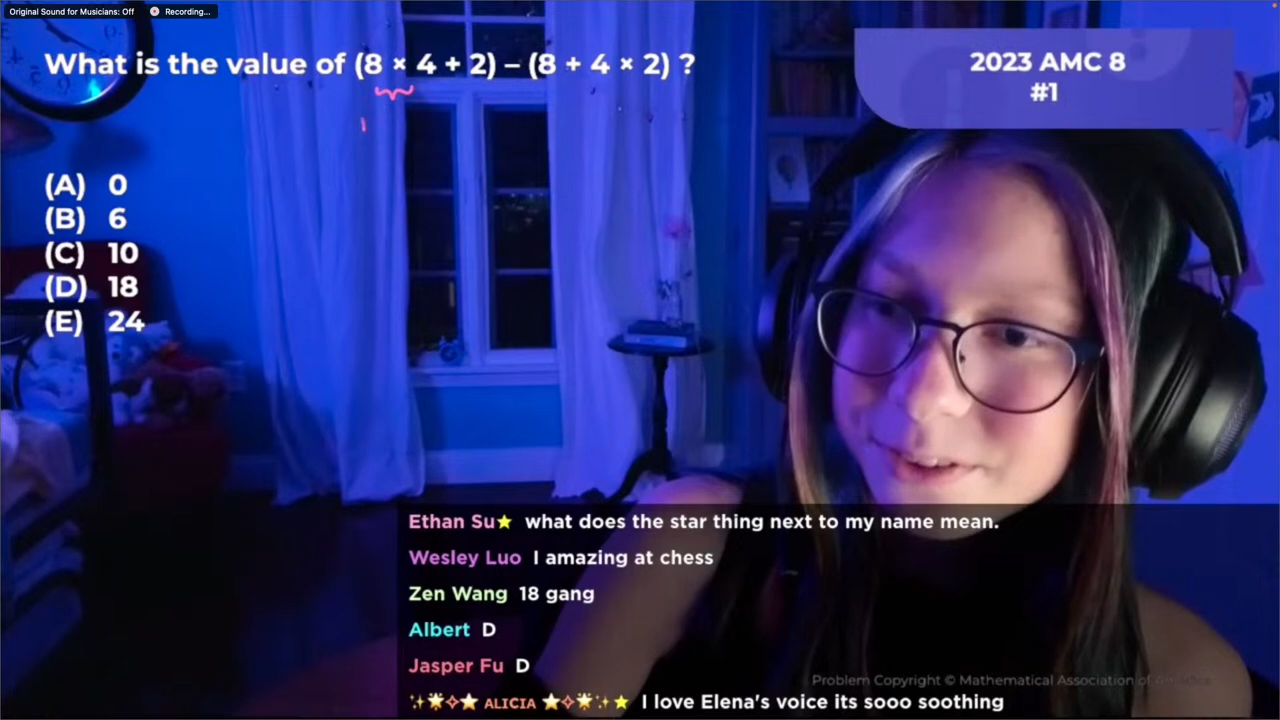 Original Sound for Musicians: Off Recording...
What is the value of (8 × 4 + 2) – (8 + 4 × 2) ?
2023 AMC 8
#1
(A) 0
(B) 6
(C) 10
(D) 18
(E) 24
Ethan Su⭐ what does the star thing next to my name mean.
Wesley Luo I amazing at chess
Zen Wang 18 gang
Albert D
Jasper Fu D
Problem Copyright © Mathematical Association of
✨🌟✧⭐ ALICIA ⭐✧🌟✨⭐ I love Elena's voice its sooo soothing